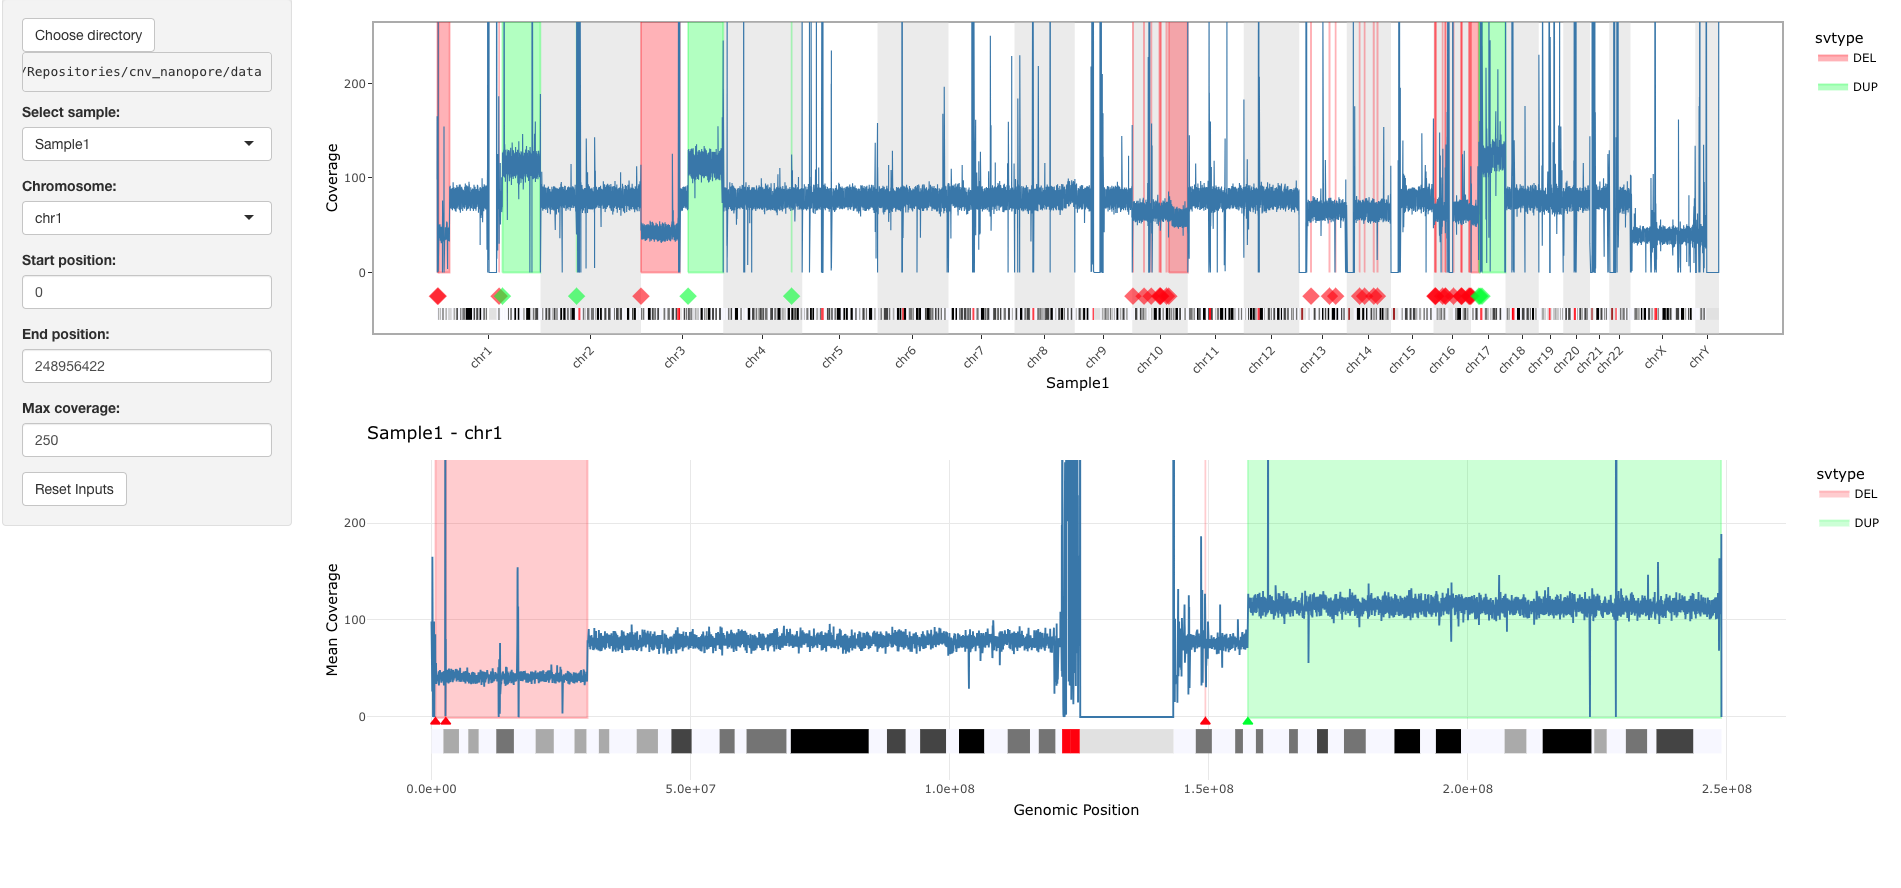 Choose directory
/Repositories/cnv_nanopore/data
Select sample:
Sample1
Chromosome:
chr1
Start position:
0
End position:
248956422
Max coverage:
250
Reset Inputs
Coverage
200
100
0
chr1
chr2
chr3
chr4
chr5
chr6
chr7
chr8
chr9
chr10
chr11
chr12
chr13
chr14
chr15
chr16
chr17
chr18
chr19
chr20
chr21
chr22
chrX
chrY
Sample1
svtype
DEL
DUP
Sample1 - chr1
Mean Coverage
200
100
0
0.0e+00
5.0e+07
1.0e+08
1.5e+08
2.0e+08
2.5e+08
Genomic Position
svtype
DEL
DUP